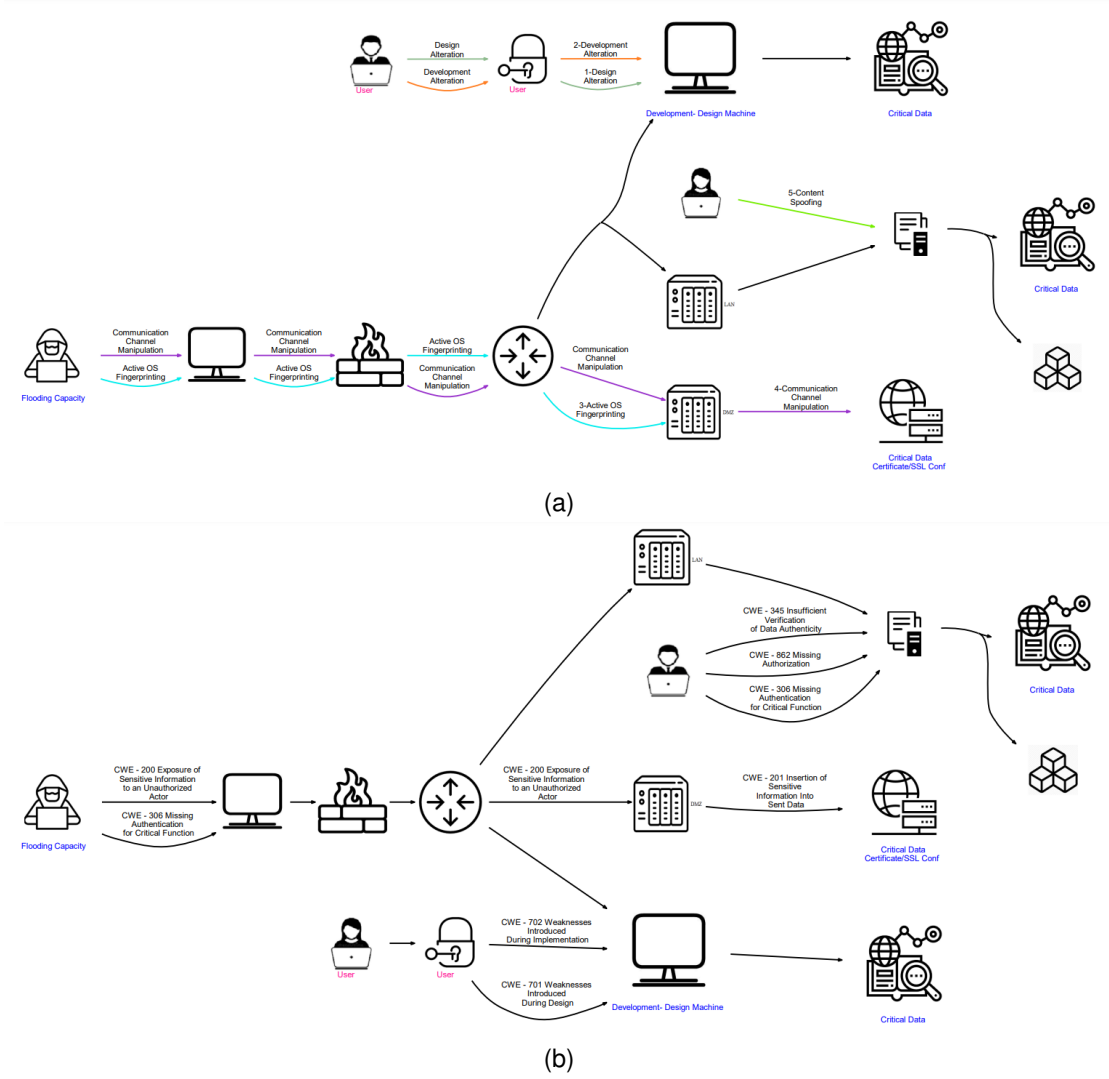 Design
Alteration
Development
Alteration
User
User
2-Development
Alteration
1-Design
Alteration
Development- Design Machine
Critical Data
5-Content
Spoofing
LAN
Critical Data
Flooding Capacity
Communication
Channel
Manipulation
Active OS
Fingerprinting
Communication
Channel
Manipulation
Active OS
Fingerprinting
Active OS
Fingerprinting
Communication
Channel
Manipulation
Communication
Channel
Manipulation
3-Active OS
Fingerprinting
DMZ
4-Communication
Channel
Manipulation
Critical Data
Certificate/SSL Conf
(a)
LAN
CWE - 345 Insufficient
Verification
of Data Authenticity
CWE - 862 Missing
Authorization
CWE - 306 Missing
Authentication
for Critical Function
Critical Data
Flooding Capacity
CWE - 200 Exposure of
Sensitive Information
to an Unauthorized
Actor
CWE - 306 Missing
Authentication
for Critical Function
CWE - 200 Exposure of
Sensitive Information
to an Unauthorized
Actor
DMZ
CWE - 201 Insertion of
Sensitive
Information Into
Sent Data
Critical Data
Certificate/SSL Conf
User
User
CWE - 702 Weaknesses
Introduced
During Implementation
CWE - 701 Weaknesses
Introduced
During Design
Development- Design Machine
Critical Data
(b)